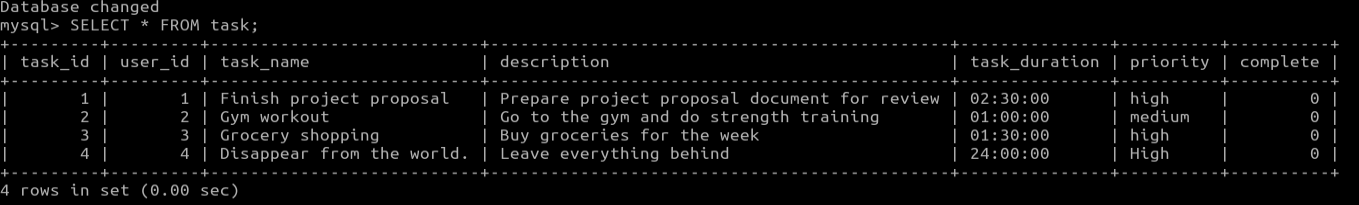 Database changed
mysql> SELECT * FROM task;
+---------+---------+---------------------------+----------------------------------------------+---------------+----------+----------+
| task_id | user_id | task_name                 | description                                  | task_duration | priority | complete |
+---------+---------+---------------------------+----------------------------------------------+---------------+----------+----------+
|       1 |       1 | Finish project proposal   | Prepare project proposal document for review | 02:30:00      | high     |        0 |
|       2 |       2 | Gym workout               | Go to the gym and do strength training       | 01:00:00      | medium   |        0 |
|       3 |       3 | Grocery shopping          | Buy groceries for the week                   | 01:30:00      | high     |        0 |
|       4 |       4 | Disappear from the world. | Leave everything behind                      | 24:00:00      | High     |        0 |
+---------+---------+---------------------------+----------------------------------------------+---------------+----------+----------+
4 rows in set (0.00 sec)